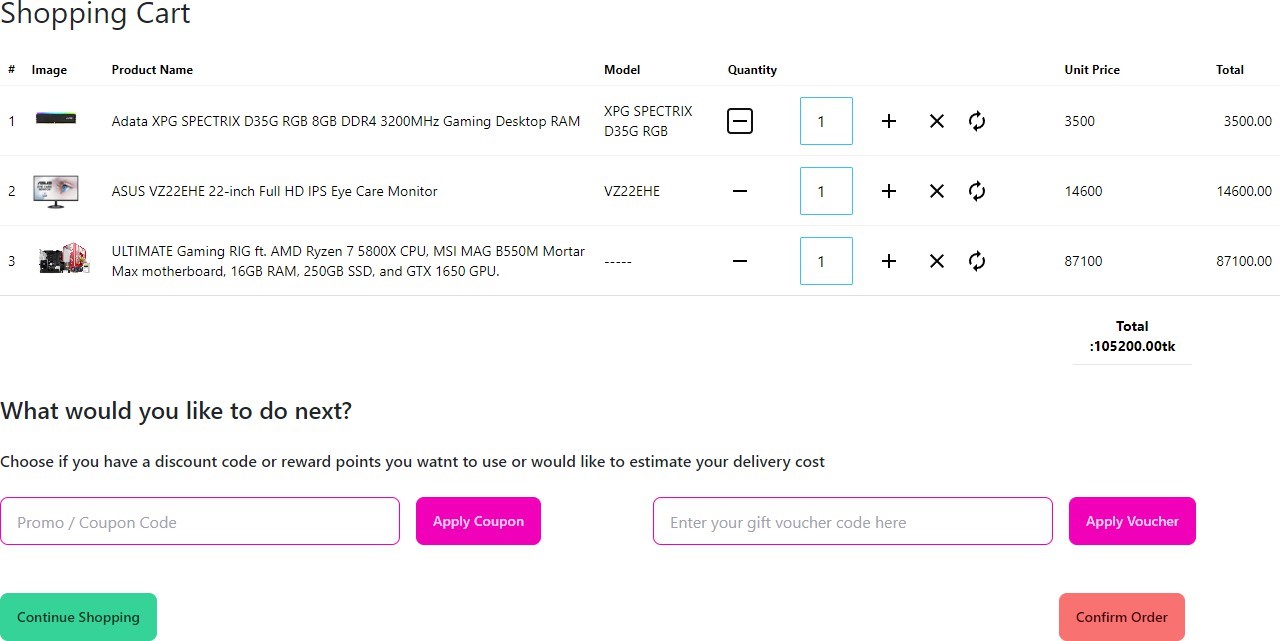 Shopping Cart
# Image Product Name Model Quantity Unit Price Total
1 Adata XPG SPECTRIX D35G RGB 8GB DDR4 3200MHz Gaming Desktop RAM XPG SPECTRIX D35G RGB 1 3500 3500.00
2 ASUS VZ22EHE 22-inch Full HD IPS Eye Care Monitor VZ22EHE 1 14600 14600.00
3 ULTIMATE Gaming RIG ft. AMD Ryzen 7 5800X CPU, MSI MAG B550M Mortar
Max motherboard, 16GB RAM, 250GB SSD, and GTX 1650 GPU. ----- 1 87100 87100.00
Total
:105200.00tk
What would you like to do next?
Choose if you have a discount code or reward points you watnt to use or would like to estimate your delivery cost
Promo / Coupon Code Apply Coupon Enter your gift voucher code here Apply Voucher
Continue Shopping Confirm Order